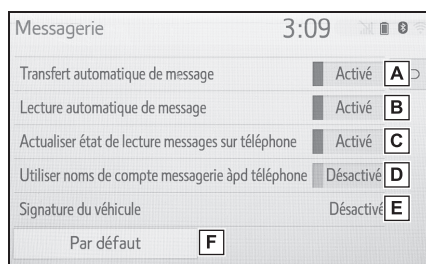 Messagerie 3:09
Transfert automatique de message Activé A
Lecture automatique de message Activé B
Actualiser état de lecture messages sur téléphone Activé C
Utiliser noms de compte messagerie àpd téléphone Désactivé D
Signature du véhicule Désactivé E
Par défaut F